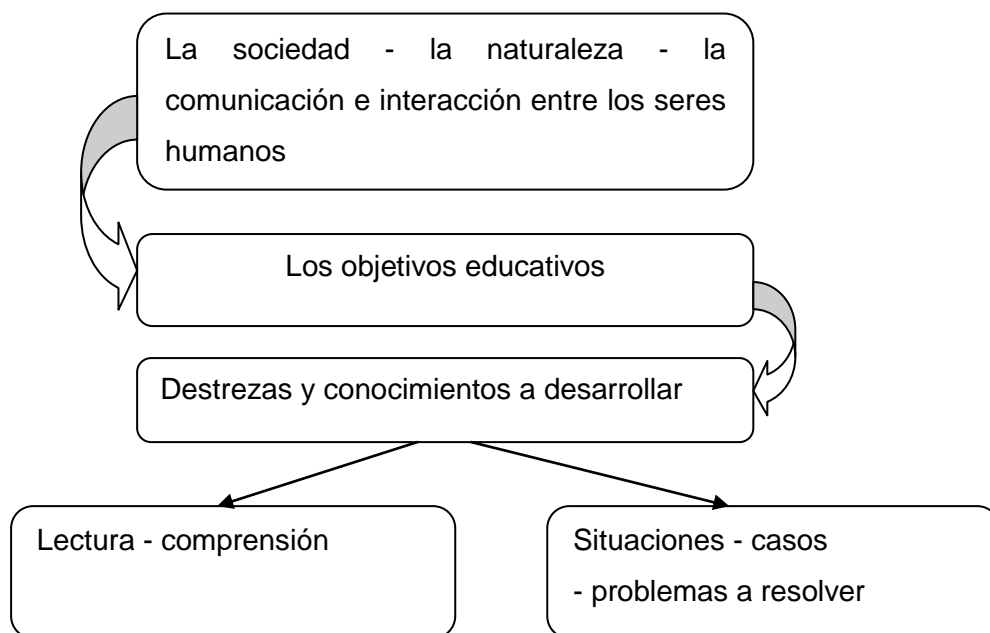 La sociedad - la naturaleza - la
comunicación e interacción entre los seres
humanos
Los objetivos educativos
Destrezas y conocimientos a desarrollar
Lectura - comprensión
Situaciones - casos
- problemas a resolver